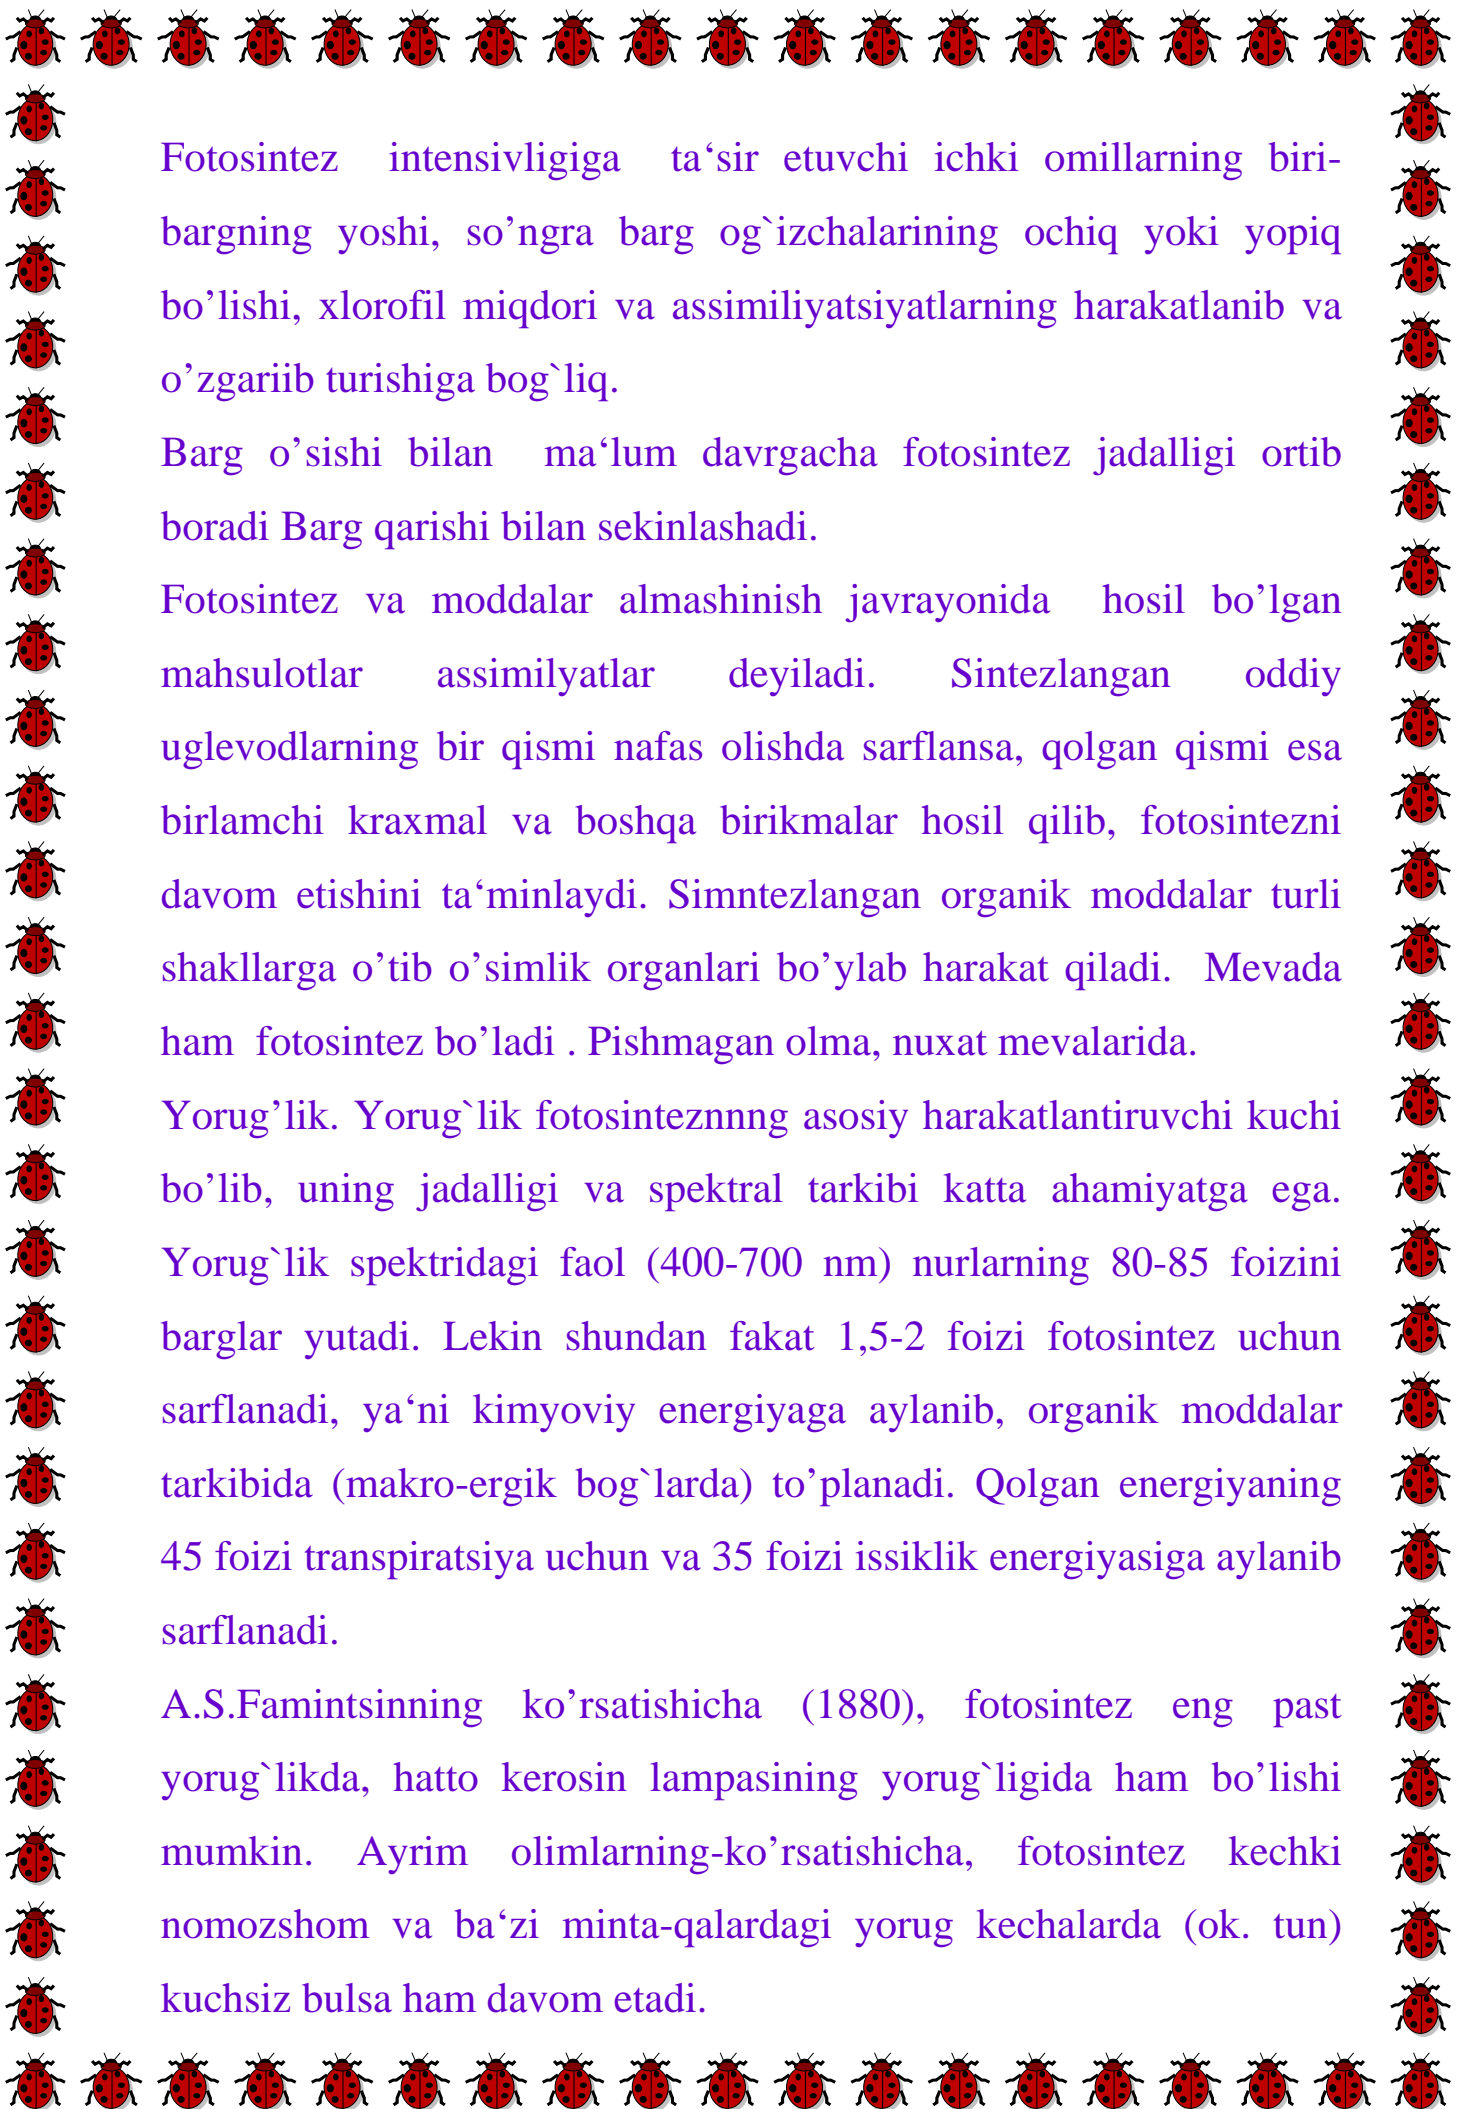 Fotosintez intensivligiga ta‘sir etuvchi ichki omillarning biri-
bargning yoshi, so’ngra barg og`izchalarining ochiq yoki yopiq
bo’lishi, xlorofil miqdori va assimiliyatsiyatlarning harakatlanib va
o’zgariib turishiga bog`liq.
Barg o’sishi bilan ma‘lum davrgacha fotosintez jadalligi ortib
boradi Barg qarishi bilan sekinlashadi.
Fotosintez va moddalar almashinish javrayonida hosil bo’lgan
mahsulotlar assimilyatlar deyiladi. Sintezlangan oddiy
uglevodlarning bir qismi nafas olishda sarflansa, qolgan qismi esa
birlamchi kraxmal va boshqa birikmalar hosil qilib, fotosintezni
davom etishini ta‘minlaydi. Simntezlangan organik moddalar turli
shakllarga o’tib o’simlik organlari bo’ylab harakat qiladi. Mevada
ham fotosintez bo’ladi . Pishmagan olma, nuxat mevalarida.
Yorug’lik. Yorug`lik fotosinteznnng asosiy harakatlantiruvchi kuchi
bo’lib, uning jadalligi va spektral tarkibi katta ahamiyatga ega.
Yorug`lik spektridagi faol (400-700 nm) nurlarning 80-85 foizini
barglar yutadi. Lekin shundan fakat 1,5-2 foizi fotosintez uchun
sarflanadi, ya‘ni kimyoviy energiyaga aylanib, organik moddalar
tarkibida (makro-ergik bog`larda) to’planadi. Qolgan energiyaning
45 foizi transpiratsiya uchun va 35 foizi issiklik energiyasiga aylanib
sarflanadi.
A.S.Famintsinning ko’rsatishicha (1880), fotosintez eng past
yorug`likda, hatto kerosin lampasining yorug`ligida ham bo’lishi
mumkin. Ayrim olimlarning-ko’rsatishicha, fotosintez kechki
nomozshom va ba‘zi minta-qalardagi yorug kechalarda (ok. tun)
kuchsiz bulsa ham davom etadi.